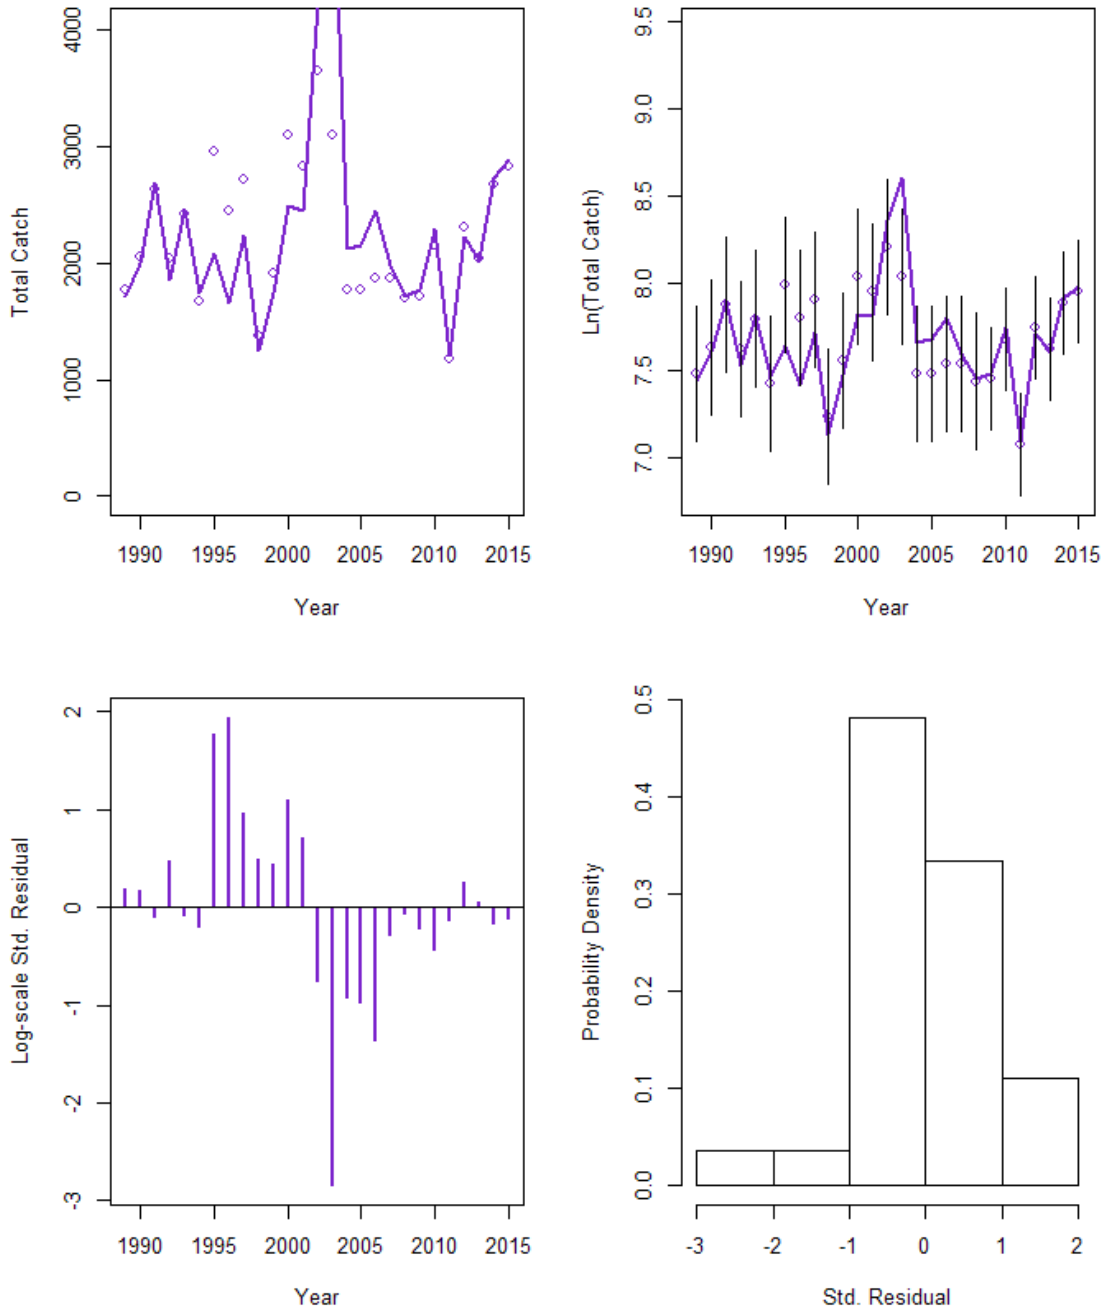 Total Catch
4000
3000
2000
1000
0
1990 1995 2000 2005 2010 2015
Year
Ln(Total Catch)
9.5
9.0
8.5
8.0
7.5
7.0
1990 1995 2000 2005 2010 2015
Year
Log-scale Std. Residual
2
1
0
-1
-2
-3
1990 1995 2000 2005 2010 2015
Year
Probability Density
0.5
0.4
0.3
0.2
0.1
0.0
-3 -2 -1 0 1 2
Std. Residual